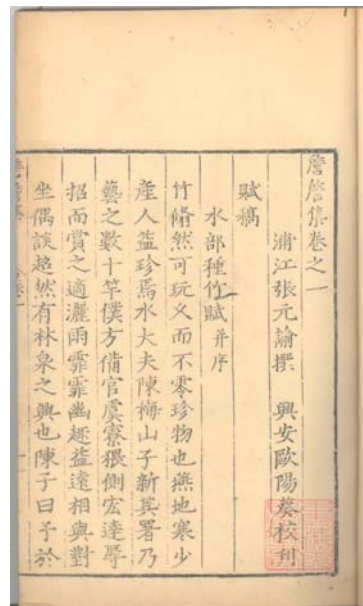 詹詹集卷之一
浦江張元諭撰 興安歐陽葵校刊
賦稿
水部種竹賦并序
竹翛然可玩乂而不零珍物也燕地寒少
産人益珍焉水大夫陳梅山子新其署乃
藝之數十竿僕方備官虞寮猥側宏達辱
招而賞之適灑雨霏霏幽趣益遠相與對
坐偶談超然有林泉之興也陳子曰予於